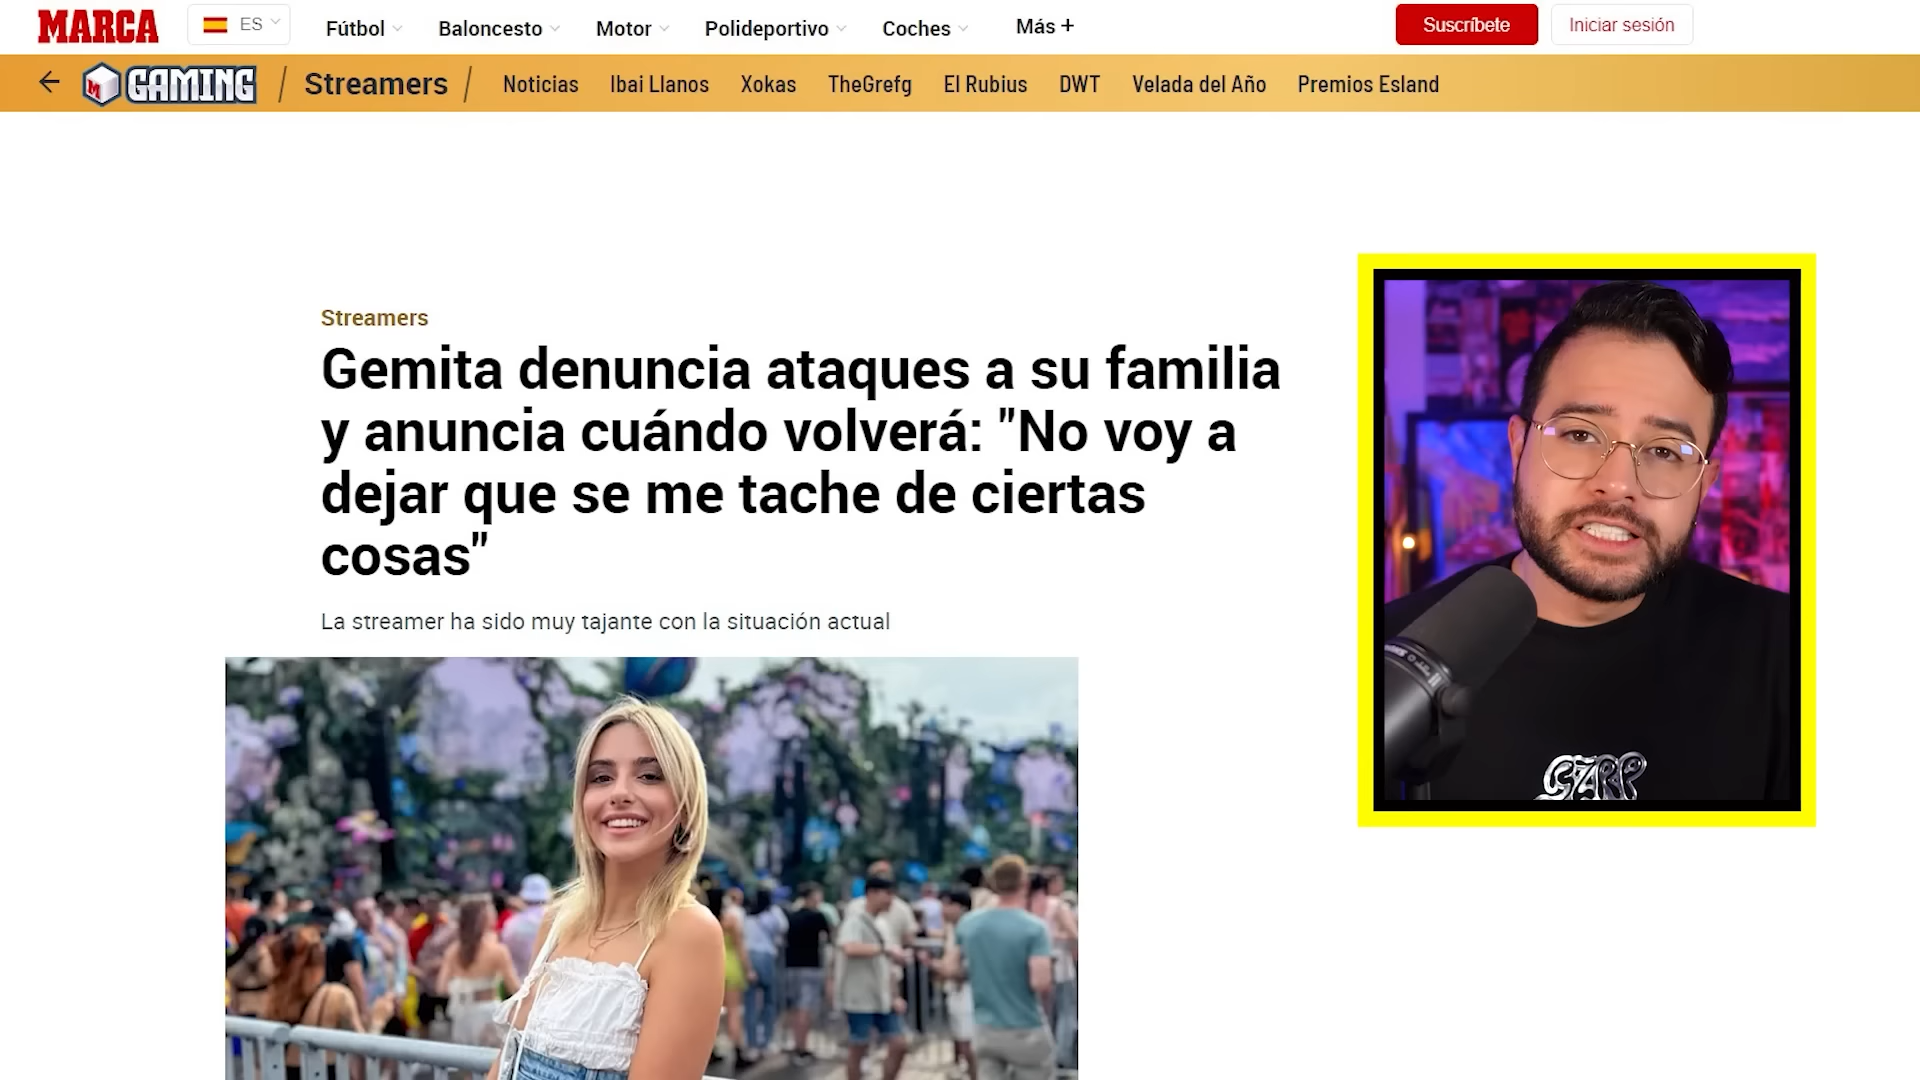 MARCA
ES
Fútbol
Baloncesto
Motor
Polideportivo
Coches
Más +
Suscríbete
Iniciar sesión
M GAMING / Streamers /
Noticias
Ibai Llanos
Xokas
TheGrefg
El Rubius
DWT
Velada del Año
Premios Esland
Streamers
Gemita denuncia ataques a su familia
y anuncia cuándo volverá: "No voy a
dejar que se me tache de ciertas
cosas"
La streamer ha sido muy tajante con la situación actual